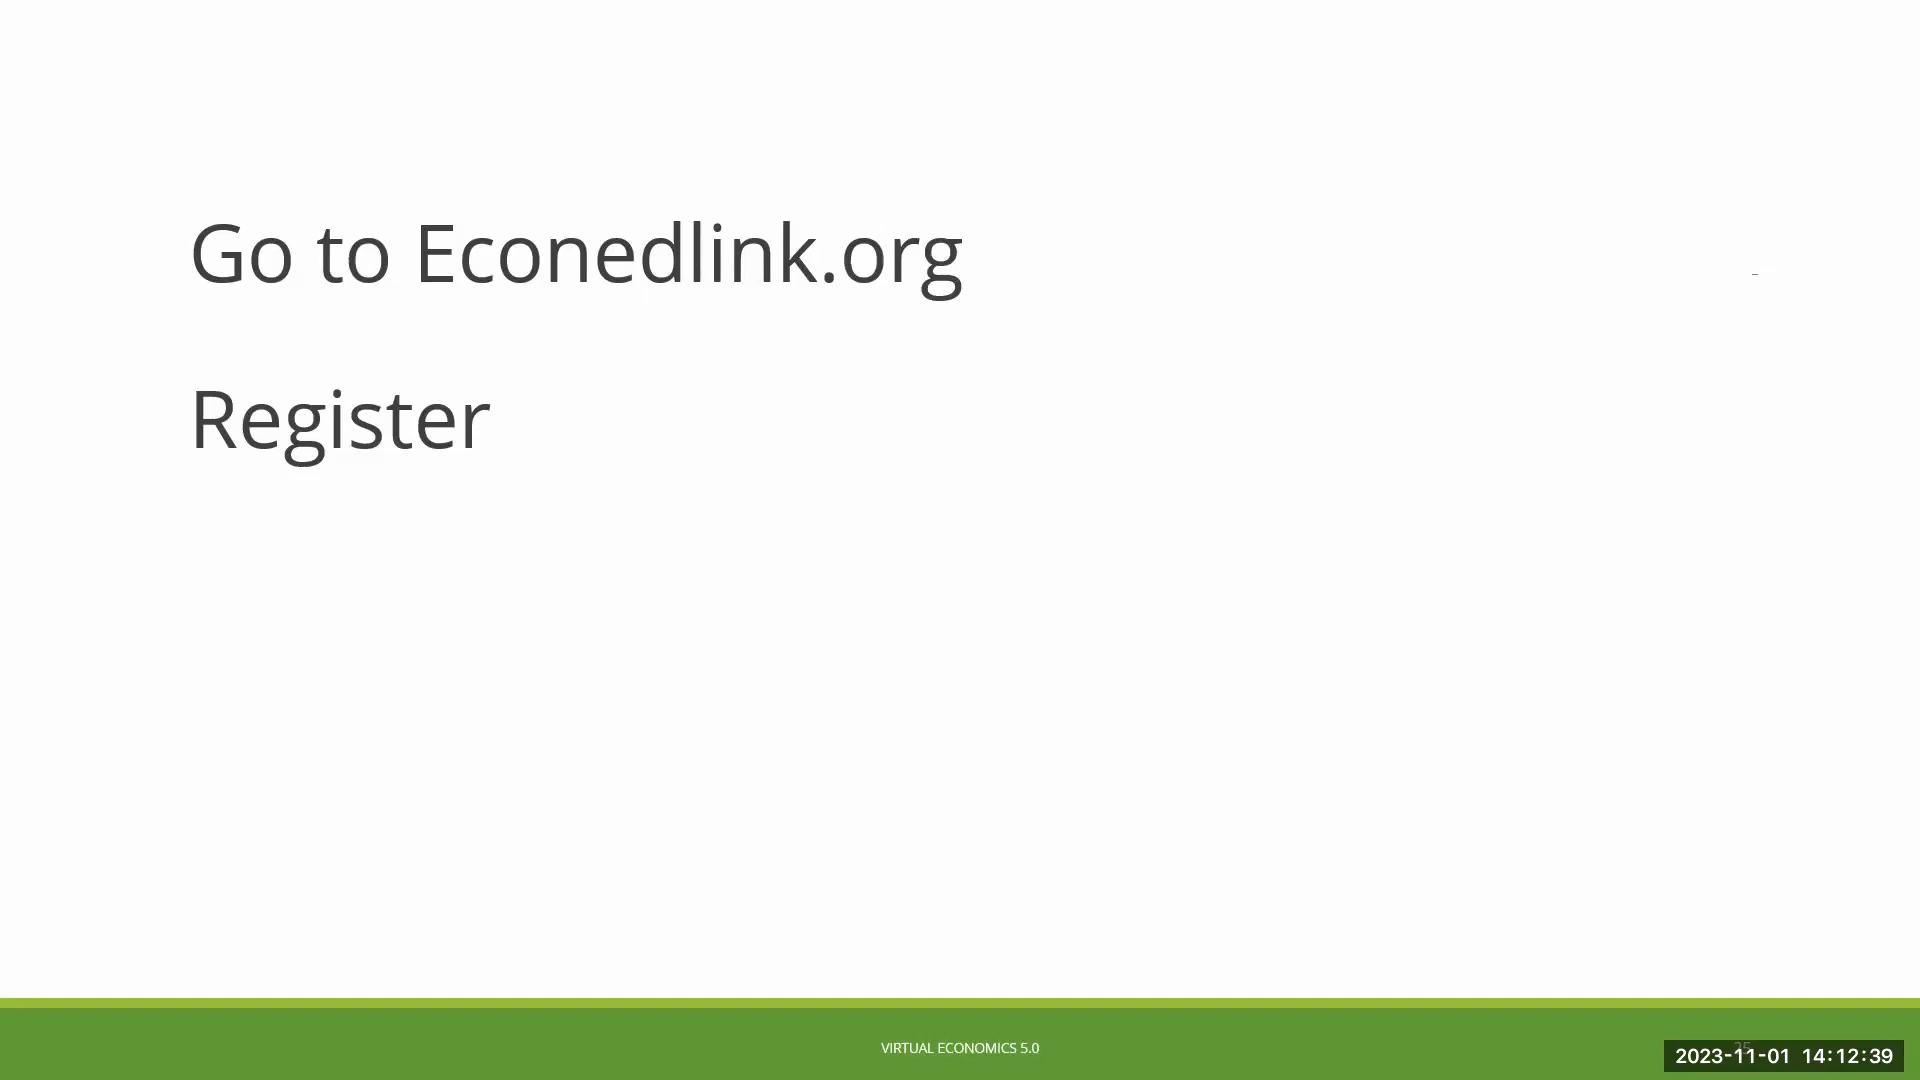 Go to Econedlink.org
Register
VIRTUAL ECONOMICS 5.0
2023-11-01 14:12:39